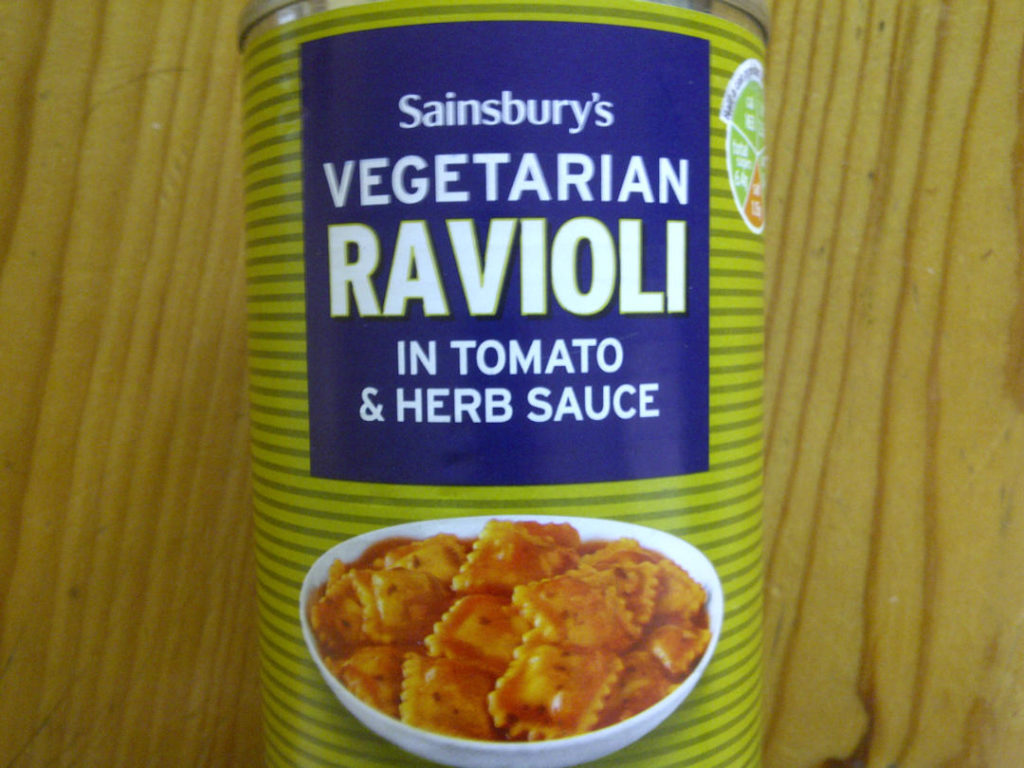 Sainsbury's
VEGETARIAN
RAVIOLI
IN TOMATO
& HERB SAUCE